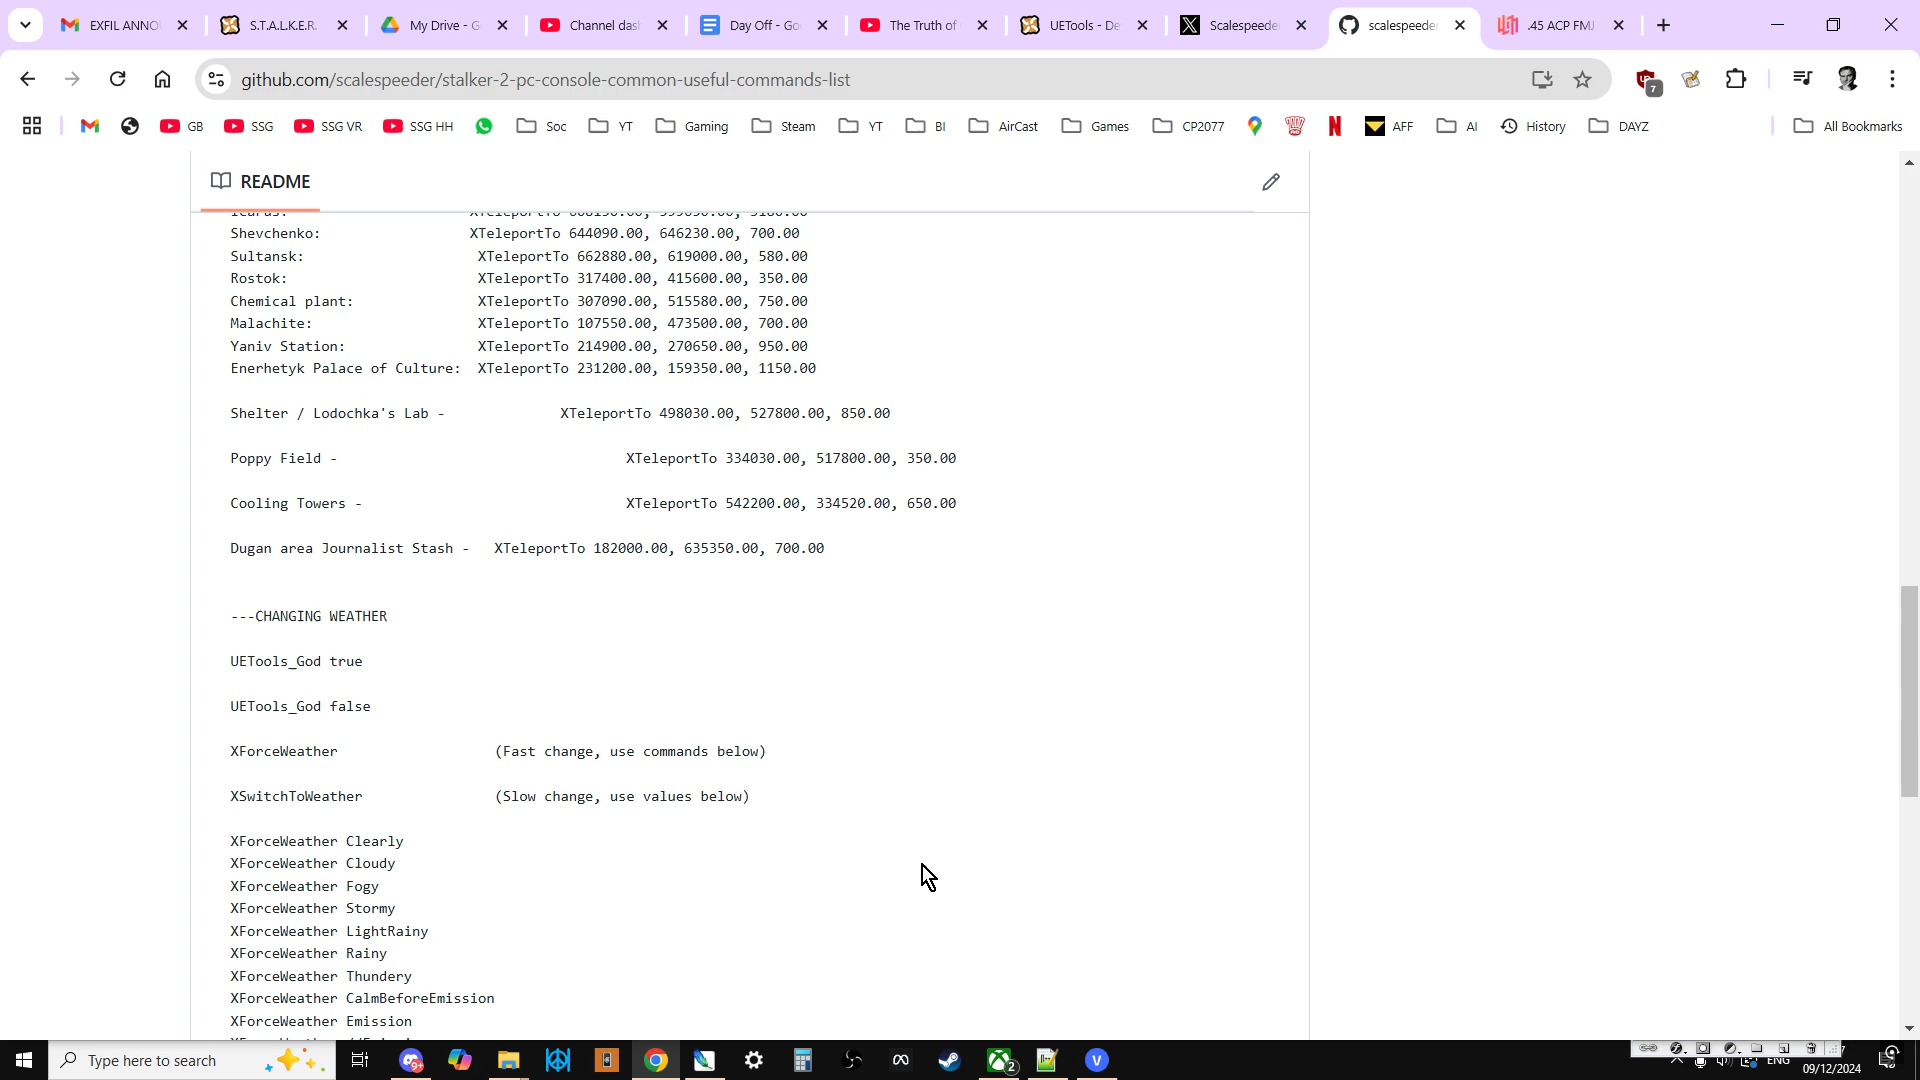 EXFIL ANNO
S.T.A.L.K.E.R.
My Drive - G
Channel das
Day Off - Go
The Truth of
UETools - De
Scalespeede
scalespeede
.45 ACP FMJ
github.com/scalespeeder/stalker-2-pc-console-common-useful-commands-list
7
GB
SSG
SSG VR
SSG HH
Soc
YT
Gaming
Steam
YT
BI
AirCast
Games
CP2077
AFF
AI
History
DAYZ
All Bookmarks
README
Shevchenko: XTeleportTo 644090.00, 646230.00, 700.00
Sultansk: XTeleportTo 662880.00, 619000.00, 580.00
Rostok: XTeleportTo 317400.00, 415600.00, 350.00
Chemical plant: XTeleportTo 307090.00, 515580.00, 750.00
Malachite: XTeleportTo 107550.00, 473500.00, 700.00
Yaniv Station: XTeleportTo 214900.00, 270650.00, 950.00
Enerhetyk Palace of Culture: XTeleportTo 231200.00, 159350.00, 1150.00
Shelter / Lodochka's Lab - XTeleportTo 498030.00, 527800.00, 850.00
Poppy Field - XTeleportTo 334030.00, 517800.00, 350.00
Cooling Towers - XTeleportTo 542200.00, 334520.00, 650.00
Dugan area Journalist Stash - XTeleportTo 182000.00, 635350.00, 700.00
---CHANGING WEATHER
UETools_God true
UETools_God false
XForceWeather (Fast change, use commands below)
XSwitchToWeather (Slow change, use values below)
XForceWeather Clearly
XForceWeather Cloudy
XForceWeather Fogy
XForceWeather Stormy
XForceWeather LightRainy
XForceWeather Rainy
XForceWeather Thundery
XForceWeather CalmBeforeEmission
XForceWeather Emission
Type here to search
9+
2
V
ENG
09/12/2024